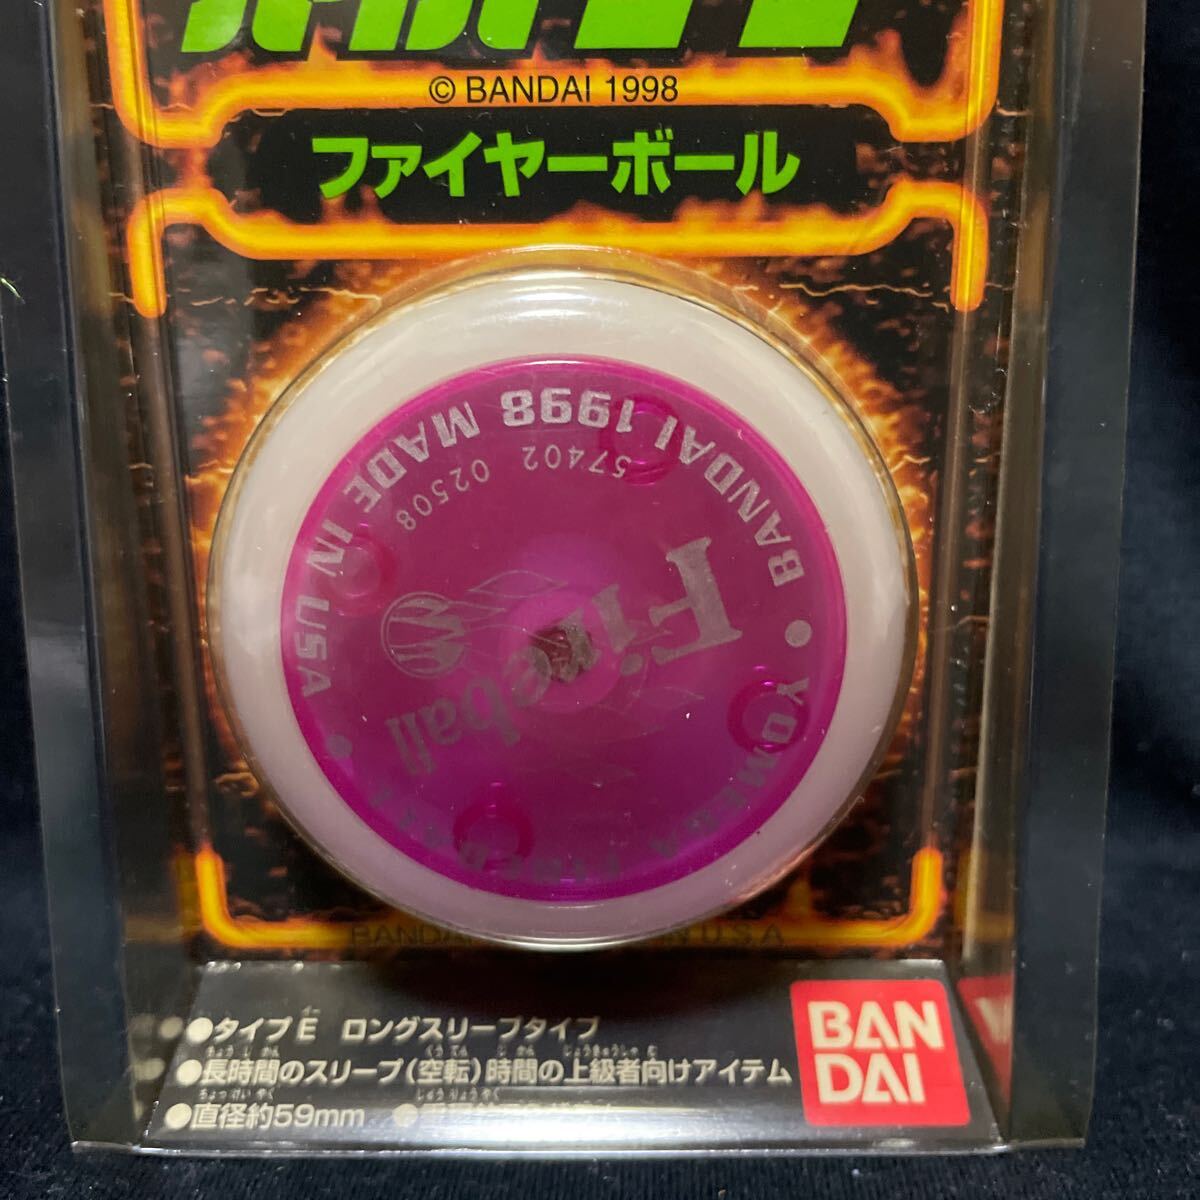 © BANDAI 1998
ファイヤーボール
• BANDAI 1998 MADE IN USA •
57402 02508
Fireball
BANDAI
U.S.A
●タイプE ロングスリープタイプ
●長時間のスリープ(空転)時間の上級者向けアイテム
●直径約59mm
BAN
DAI